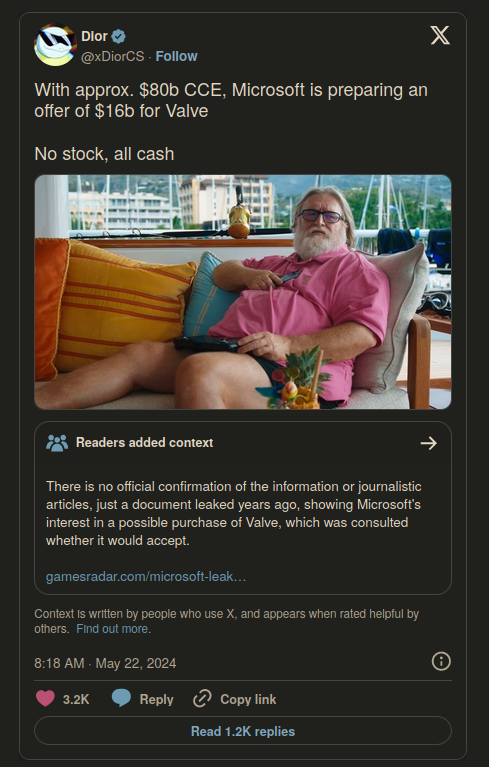 Dior
@xDiorCS · Follow
With approx. $80b CCE, Microsoft is preparing an
offer of $16b for Valve
No stock, all cash
Readers added context
There is no official confirmation of the information or journalistic
articles, just a document leaked years ago, showing Microsoft's
interest in a possible purchase of Valve, which was consulted
whether it would accept.
gamesradar.com/microsoft-leak…
Context is written by people who use X, and appears when rated helpful by
others. Find out more.
8:18 AM · May 22, 2024
3.2K Reply Copy link
Read 1.2K replies